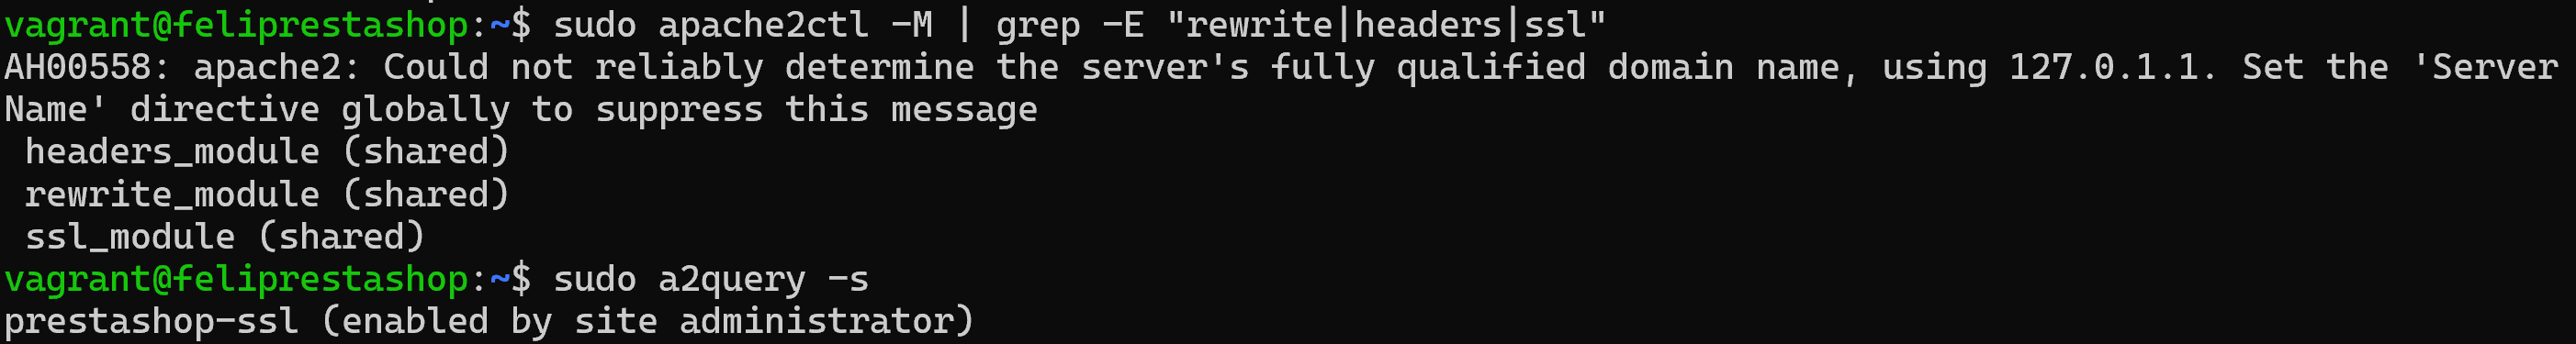 vagrant@feliprestashop:~$ sudo apache2ctl -M | grep -E "rewrite|headers|ssl"
AH00558: apache2: Could not reliably determine the server's fully qualified domain name, using 127.0.1.1. Set the 'Server
Name' directive globally to suppress this message
 headers_module (shared)
 rewrite_module (shared)
 ssl_module (shared)
vagrant@feliprestashop:~$ sudo a2query -s
prestashop-ssl (enabled by site administrator)